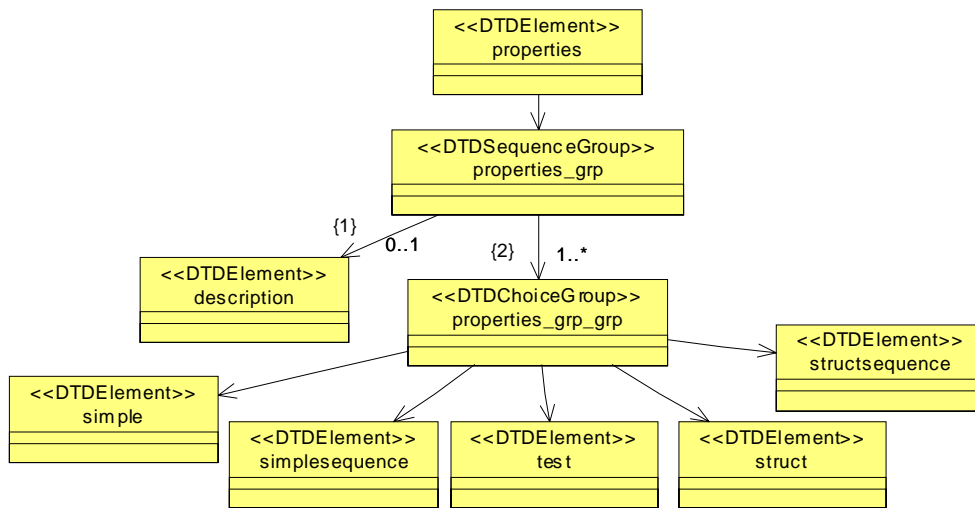 <<DTDElement>>
properties
<<DTDSequenceGroup>>
properties_grp
{1}
0..1
{2}
1..*
<<DTDElement>>
description
<<DTDChoiceGroup>>
properties_grp_grp
<<DTDElement>>
structsequence
<<DTDElement>>
simple
<<DTDElement>>
simplesequence
<<DTDElement>>
test
<<DTDElement>>
struct